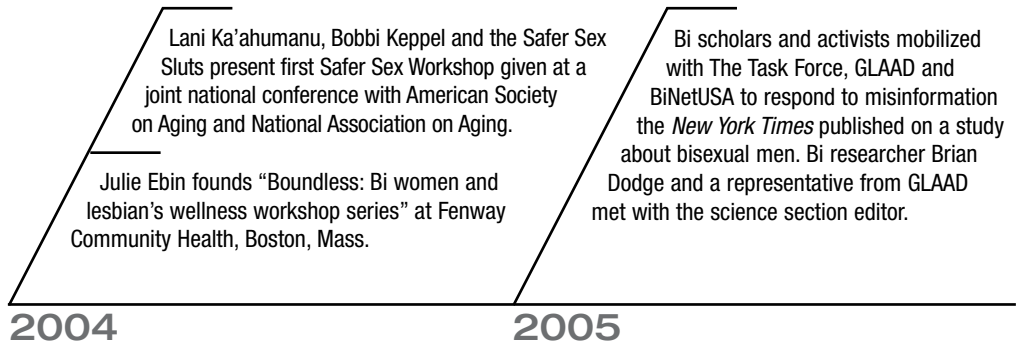 Lani Ka'ahumanu, Bobbi Keppel and the Safer Sex
Sluts present first Safer Sex Workshop given at a
joint national conference with American Society
on Aging and National Association on Aging.
Julie Ebin founds “Boundless: Bi women and
lesbian's wellness workshop series” at Fenway
Community Health, Boston, Mass.
2004
Bi scholars and activists mobilized
with The Task Force, GLAAD and
BiNetUSA to respond to misinformation
the New York Times published on a study
about bisexual men. Bi researcher Brian
Dodge and a representative from GLAAD
met with the science section editor.
2005